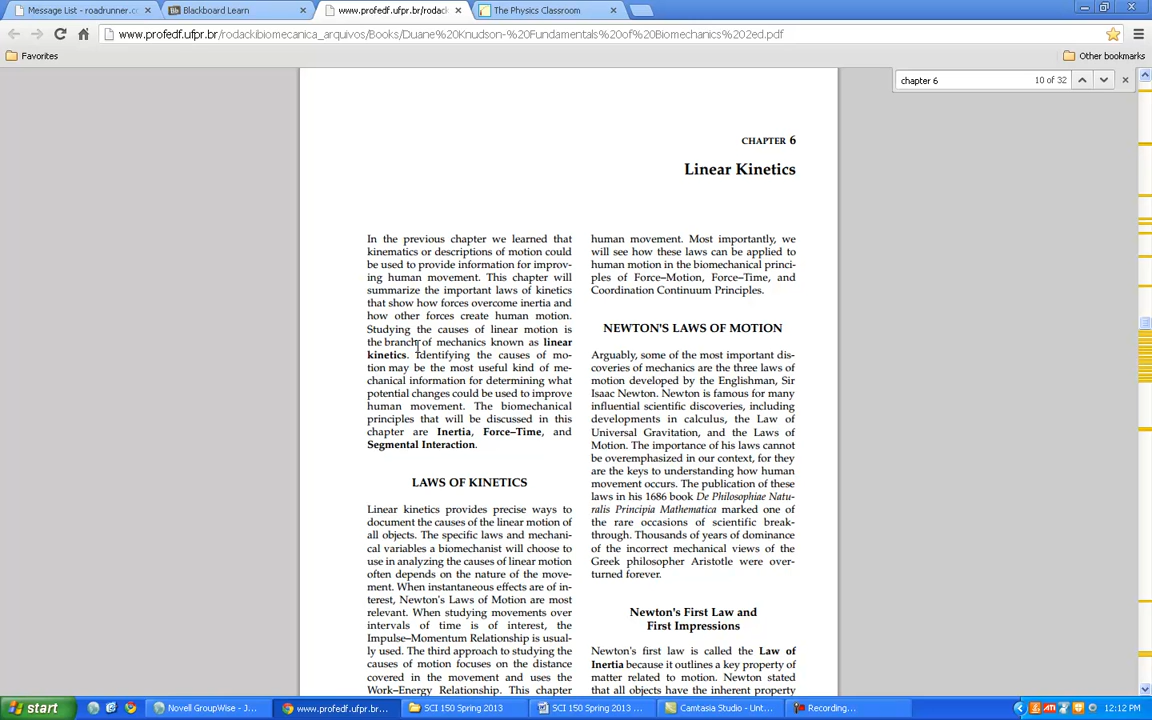 Message List - roadrunner.c
Blackboard Learn
www.profedf.ufpr.br/rodack
The Physics Classroom
www.profedf.ufpr.br/rodackibiomecanica_arquivos/Books/Duane%20Knudson-%20Fundamentals%20of%20Biomechanics%202ed.pdf
Favorites
Other bookmarks
chapter 6
10 of 32
CHAPTER 6
Linear Kinetics
In the previous chapter we learned that
kinematics or descriptions of motion could
be used to provide information for improv-
ing human movement. This chapter will
summarize the important laws of kinetics
that show how forces overcome inertia and
how other forces create human motion.
Studying the causes of linear motion is
the branch of mechanics known as linear
kinetics. Identifying the causes of mo-
tion may be the most useful kind of me-
chanical information for determining what
potential changes could be used to improve
human movement. The biomechanical
principles that will be discussed in this
chapter are Inertia, Force–Time, and
Segmental Interaction.
LAWS OF KINETICS
Linear kinetics provides precise ways to
document the causes of the linear motion of
all objects. The specific laws and mechani-
cal variables a biomechanist will choose to
use in analyzing the causes of linear motion
often depends on the nature of the move-
ment. When instantaneous effects are of in-
terest, Newton's Laws of Motion are most
relevant. When studying movements over
intervals of time is of interest, the
Impulse–Momentum Relationship is usual-
ly used. The third approach to studying the
causes of motion focuses on the distance
covered in the movement and uses the
Work–Energy Relationship. This chapter
human movement. Most importantly, we
will see how these laws can be applied to
human motion in the biomechanical princi-
ples of Force–Motion, Force–Time, and
Coordination Continuum Principles.
NEWTON'S LAWS OF MOTION
Arguably, some of the most important dis-
coveries of mechanics are the three laws of
motion developed by the Englishman, Sir
Isaac Newton. Newton is famous for many
influential scientific discoveries, including
developments in calculus, the Law of
Universal Gravitation, and the Laws of
Motion. The importance of his laws cannot
be overemphasized in our context, for they
are the keys to understanding how human
movement occurs. The publication of these
laws in his 1686 book De Philosophiae Natu-
ralis Principia Mathematica marked one of
the rare occasions of scientific break-
through. Thousands of years of dominance
of the incorrect mechanical views of the
Greek philosopher Aristotle were over-
turned forever.
Newton's First Law and
First Impressions
Newton's first law is called the Law of
Inertia because it outlines a key property of
matter related to motion. Newton stated
that all objects have the inherent property
start
Novell GroupWise - J...
www.profedf.ufpr.br...
SCI 150 Spring 2013
SCI 150 Spring 2013 ...
Camtasia Studio - Unt...
Recording...
12:12 PM